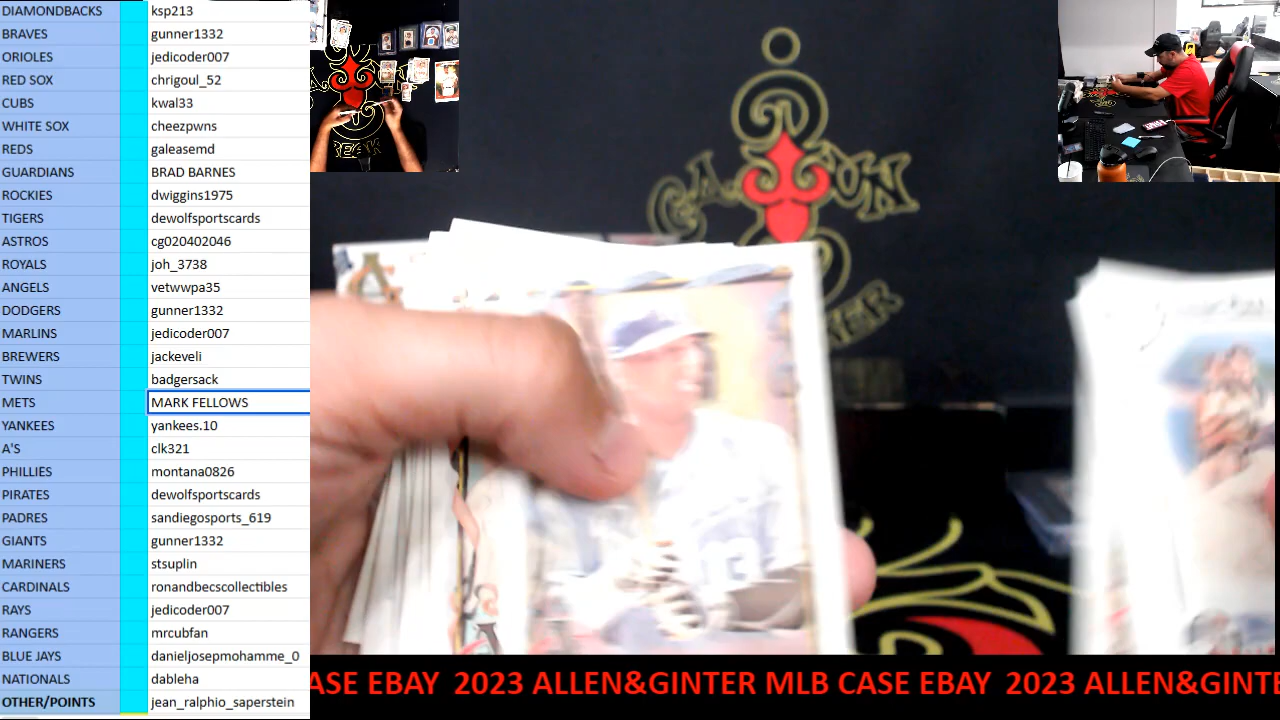 DIAMONDBACKS ksp213
BRAVES gunner1332
ORIOLES jedicoder007
RED SOX chrigoul_52
CUBS kwal33
WHITE SOX cheezpwns
REDS galeasemd
GUARDIANS BRAD BARNES
ROCKIES dwiggins1975
TIGERS dewolfsportscards
ASTROS cg020402046
ROYALS joh_3738
ANGELS vetwwpa35
DODGERS gunner1332
MARLINS jedicoder007
BREWERS jackeveli
TWINS badgersack
METS MARK FELLOWS
YANKEES yankees.10
A'S clk321
PHILLIES montana0826
PIRATES dewolfsportscards
PADRES sandiegosports_619
GIANTS gunner1332
MARINERS stsuplin
CARDINALS ronandbecscollectibles
RAYS jedicoder007
RANGERS mrcubfan
BLUE JAYS danieljosepmohamme_0
NATIONALS dableha
OTHER/POINTS jean_ralphio_saperstein
ASE EBAY 2023 ALLEN&GINTER MLB CASE EBAY 2023 ALLEN&GINTE